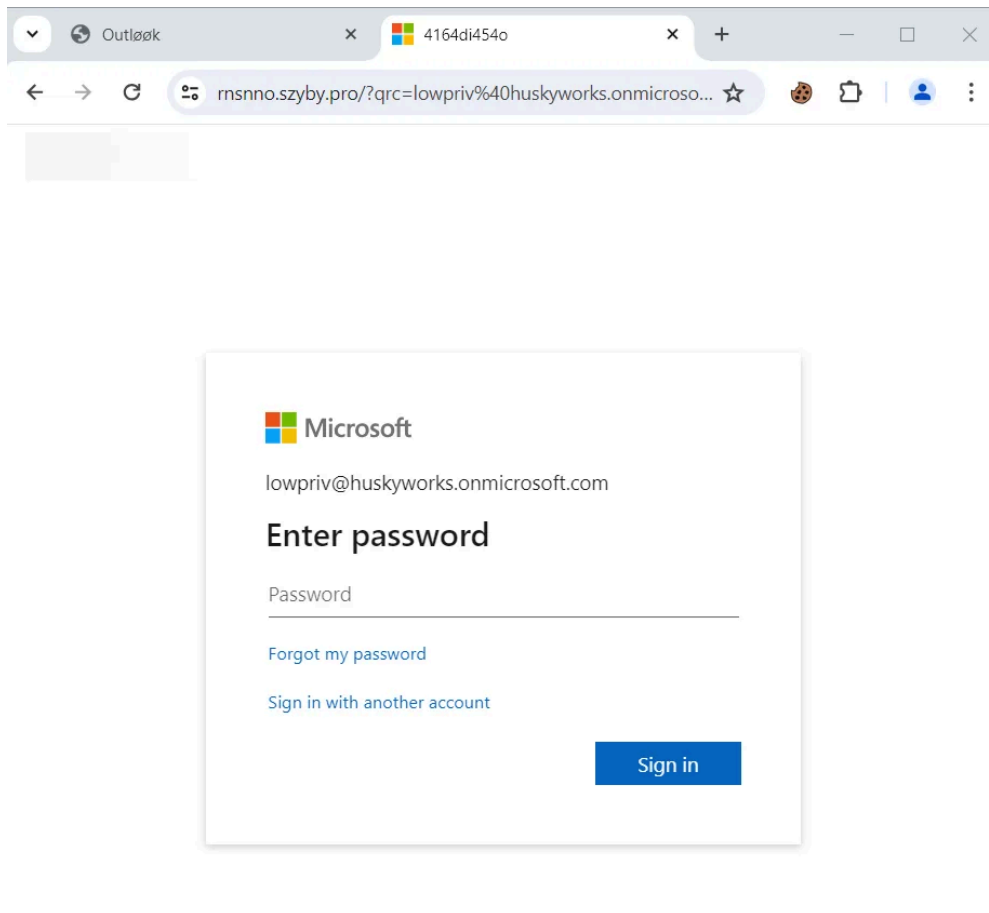 Outløøk
4164di454o
rnsnno.szyby.pro/?qrc=lowpriv%40huskyworks.onmicroso...
Microsoft
lowpriv@huskyworks.onmicrosoft.com
Enter password
Password
Forgot my password
Sign in with another account
Sign in